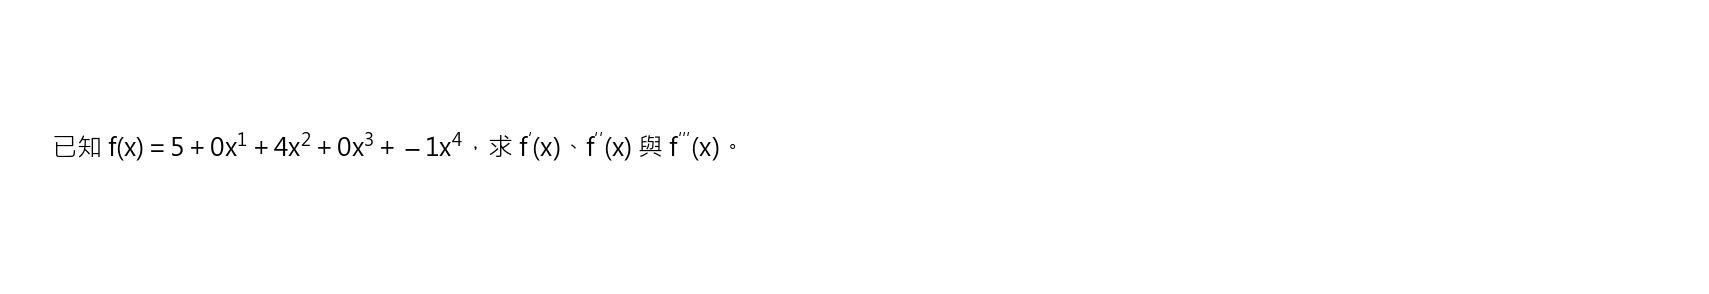 已知 f(x) = 5 + 0x¹ + 4x² + 0x³ + −1x⁴，求 f′(x)、f′′(x) 與 f′′′(x)。